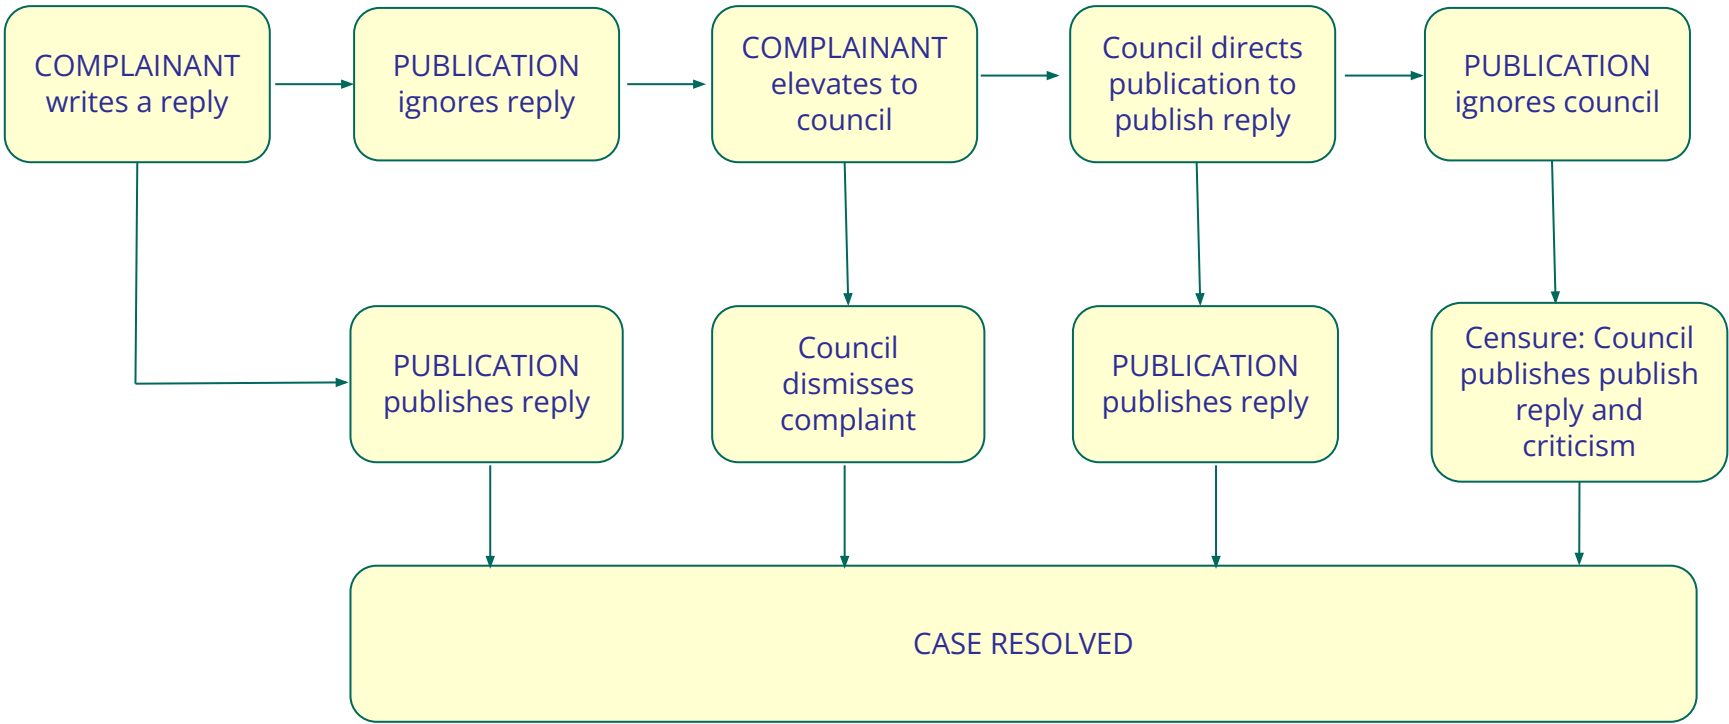 COMPLAINANT
writes a reply
PUBLICATION
ignores reply
COMPLAINANT
elevates to
council
Council directs
publication to
publish reply
PUBLICATION
ignores council
PUBLICATION
publishes reply
Council
dismisses
complaint
PUBLICATION
publishes reply
Censure: Council
publishes publish
reply and
criticism
CASE RESOLVED